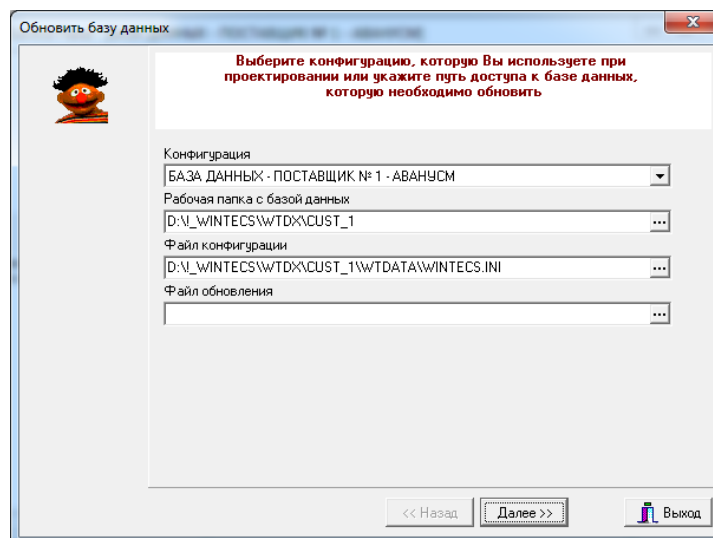 Обновить базу данных
Выберите конфигурацию, которую Вы используете при
проектировании или укажите путь доступа к базе данных,
которую необходимо обновить
Конфигурация
БАЗА ДАННЫХ - ПОСТАВЩИК № 1 - АВАНУСМ
Рабочая папка с базой данных
D:\!_WINTECS\WTDX\CUST_1
...
Файл конфигурации
D:\!_WINTECS\WTDX\CUST_1\WTDATA\WINTECS.INI
...
Файл обновления
...
<< Назад
Далее >>
Выход